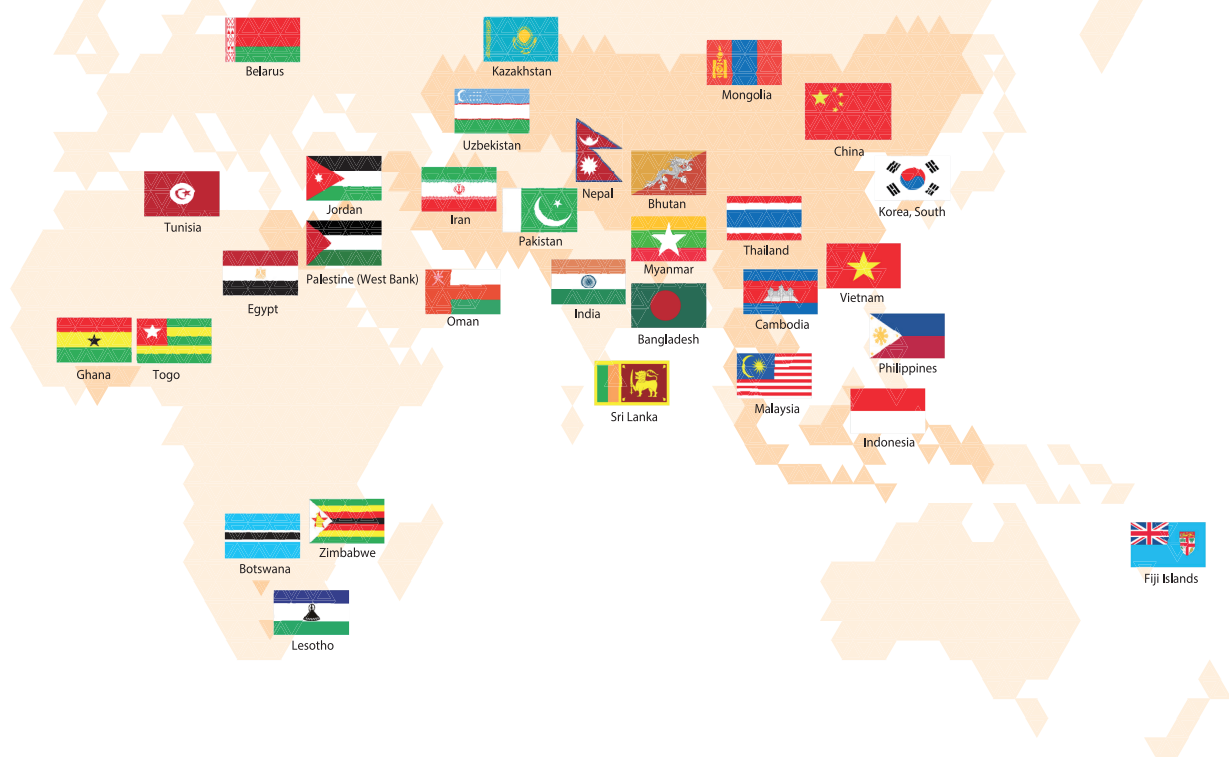 Belarus
Kazakhstan
Mongolia
Uzbekistan
China
Nepal
Bhutan
Korea, South
Jordan
Iran
Tunisia
Pakistan
Thailand
Myanmar
Palestine (West Bank)
Vietnam
Egypt
Oman
India
Cambodia
Bangladesh
Ghana
Togo
Philippines
Malaysia
Sri Lanka
Indonesia
Zimbabwe
Botswana
Fiji Islands
Lesotho